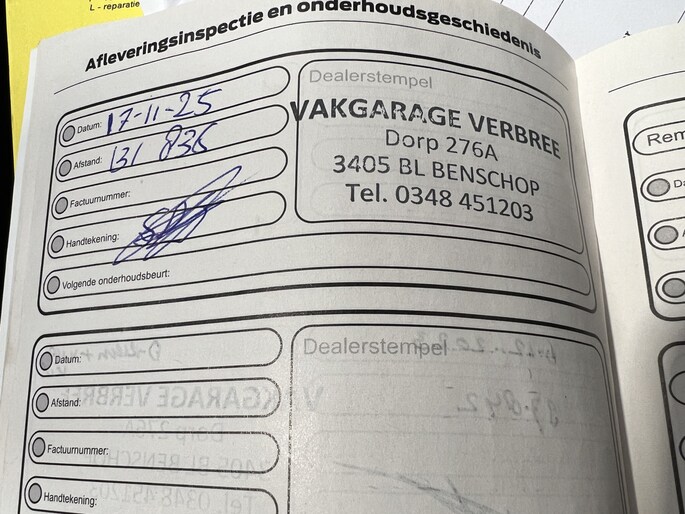 L - reparatie
Afleveringsinspectie en onderhoudsgeschiedenis
Datum: 17-11-25
Afstand: 131 836
Factuurnummer:
Handtekening:
Volgende onderhoudsbeurt:
Dealerstempel
VAKGARAGE VERBREE
Dorp 276A
3405 BL BENSCHOP
Tel. 0348 451203
Datum:
Afstand:
Factuurnummer:
Handtekening:
Dealerstempel
Rem